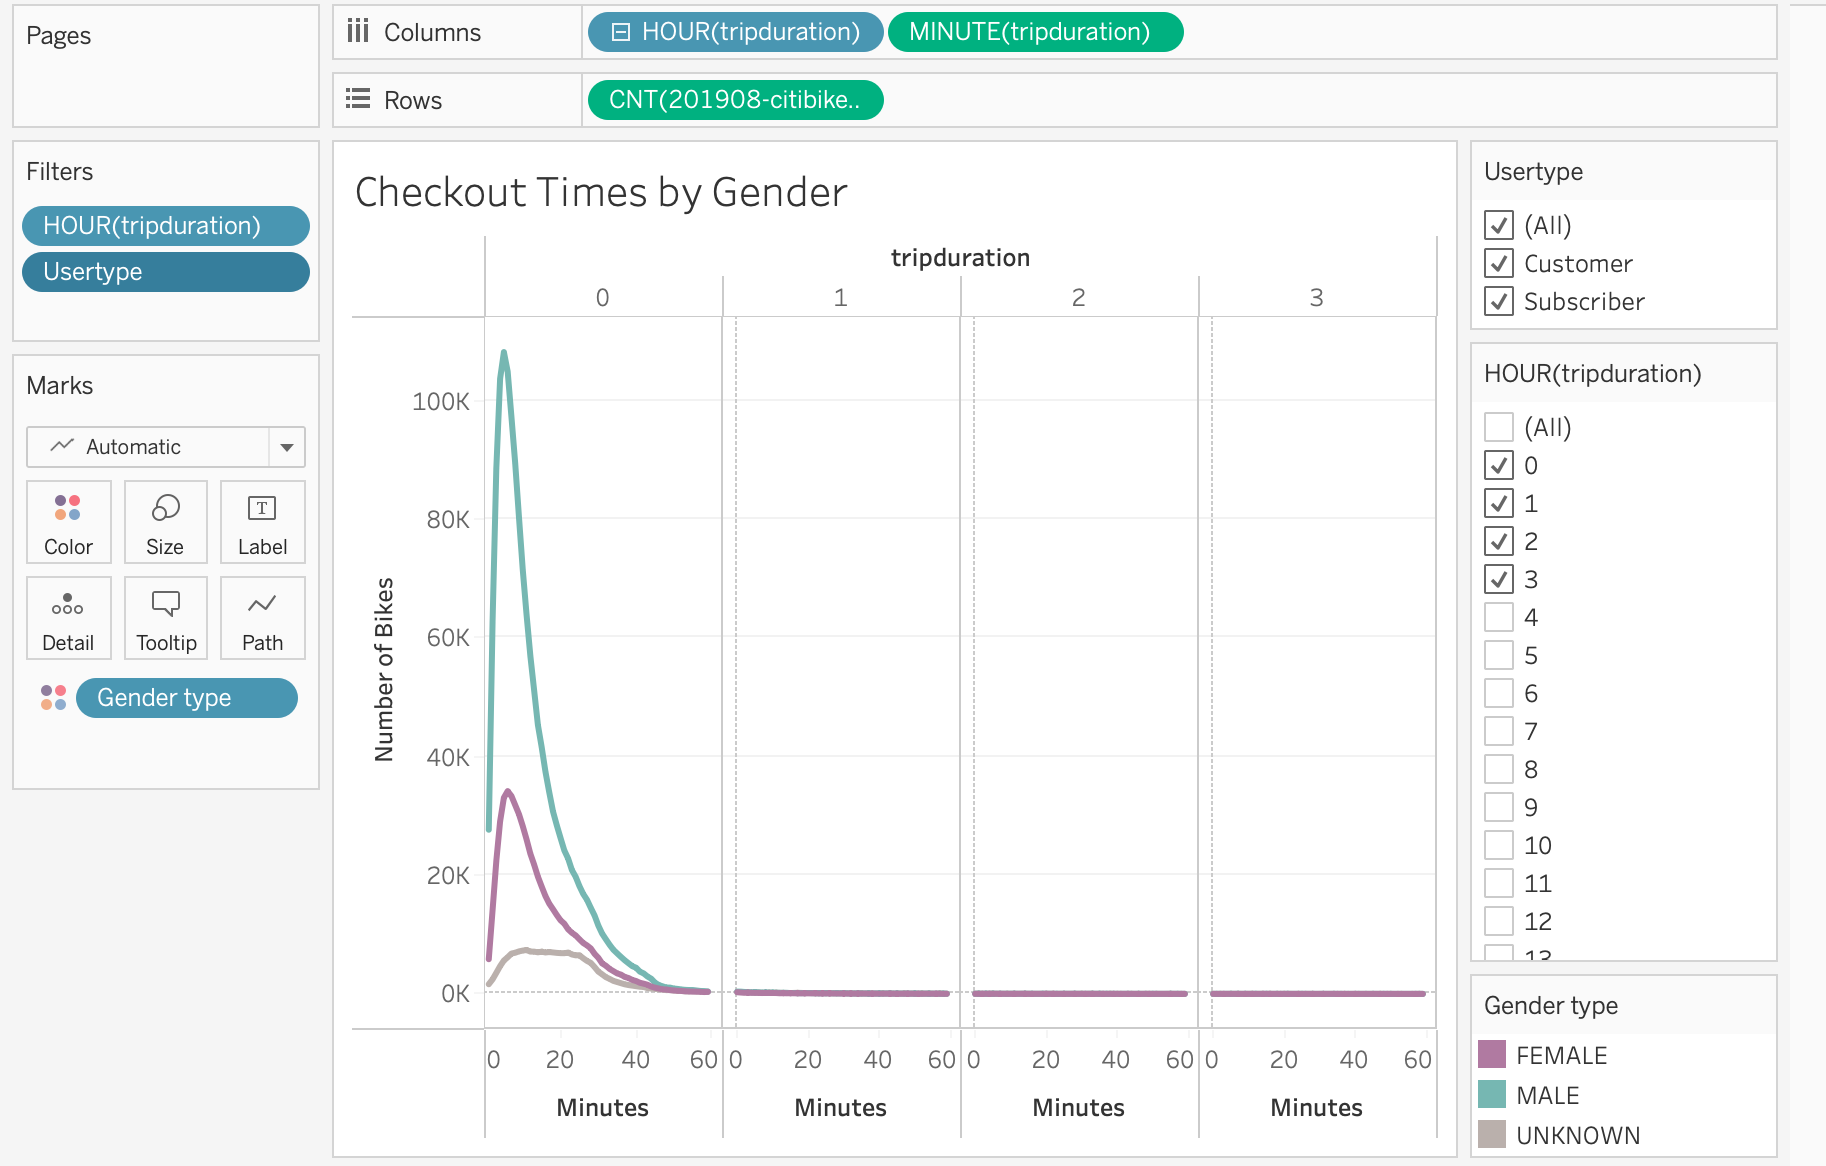 Pages
Columns
HOUR(tripduration)
MINUTE(tripduration)
Rows
CNT(201908-citibike..
Filters
HOUR(tripduration)
Usertype
Marks
Automatic
Color
Size
T
Label
Detail
Tooltip
Path
Gender type
Checkout Times by Gender
tripduration
0 1 2 3
Number of Bikes
100K
80K
60K
40K
20K
0K
0 20 40 60 0 20 40 60 0 20 40 60 0 20 40 60
Minutes Minutes Minutes Minutes
Usertype
(All)
Customer
Subscriber
HOUR(tripduration)
(All)
0
1
2
3
4
5
6
7
8
9
10
11
12
13
Gender type
FEMALE
MALE
UNKNOWN